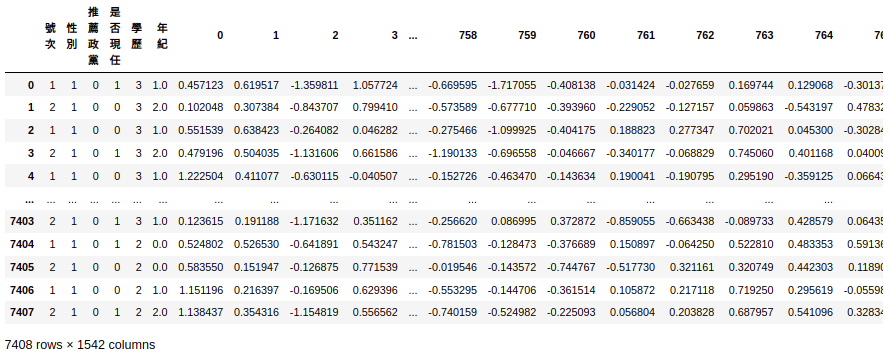 號次 性別 推薦政黨 是否現任 學歷 年紀 0 1 2 3 ... 758 759 760 761 762 763 764
0 1 1 0 1 3 1.0 0.457123 0.619517 -1.359811 1.057724 ... -0.669595 -1.717055 -0.408138 -0.031424 -0.027659 0.169744 0.129068 -0.30137
1 2 1 0 0 3 2.0 0.102048 0.307384 -0.843707 0.799410 ... -0.573589 -0.677710 -0.393960 -0.229052 -0.127157 0.059863 -0.543197 0.47832
2 1 1 0 0 3 1.0 0.551539 0.638423 -0.264082 0.046282 ... -0.275466 -1.099925 -0.404175 0.188823 0.277347 0.702021 0.045300 -0.30284
3 2 1 0 1 3 2.0 0.479196 0.504035 -1.131606 0.661586 ... -1.190133 -0.696558 -0.046667 -0.340177 -0.068829 0.745060 0.401168 0.04009
4 1 1 0 0 3 1.0 1.222504 0.411077 -0.630115 -0.040507 ... -0.152726 -0.463470 -0.143634 0.190041 -0.190795 0.295190 -0.359125 0.06643
... ... ... ... ... ... ... ... ... ... ... ... ... ... ... ... ... ... ...
7403 2 1 0 1 3 1.0 0.123615 0.191188 -1.171632 0.351162 ... -0.256620 0.086995 0.372872 -0.859055 -0.663438 -0.089733 0.428579 0.06435
7404 1 1 0 1 2 0.0 0.524802 0.526530 -0.641891 0.543247 ... -0.781503 -0.128473 -0.376689 0.150897 -0.064250 0.522810 0.483353 0.59136
7405 2 1 0 0 2 0.0 0.583550 0.151947 -0.126875 0.771539 ... -0.019546 -0.143572 -0.744767 -0.517730 0.321161 0.320749 0.442303 0.11890
7406 1 1 0 0 2 1.0 1.151196 0.216397 -0.169506 0.629396 ... -0.553295 -0.144706 -0.361514 0.105872 0.217118 0.719250 0.295619 -0.05598
7407 2 1 0 1 2 2.0 1.138437 0.354316 -1.154819 0.556562 ... -0.740159 -0.524982 -0.225093 0.056804 0.203828 0.687957 0.541096 0.32834
7408 rows × 1542 columns